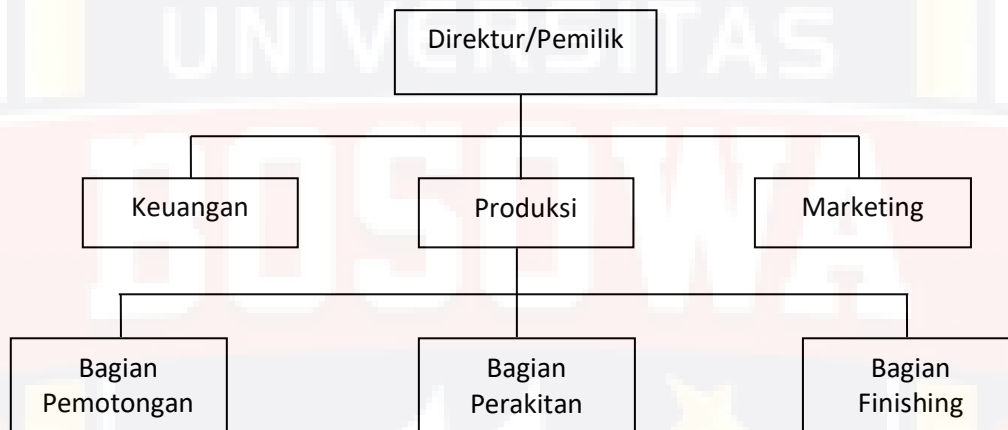 UNIVERSITAS
BOSOWA
Direktur/Pemilik
Keuangan
Produksi
Marketing
Bagian
Pemotongan
Bagian
Perakitan
Bagian
Finishing